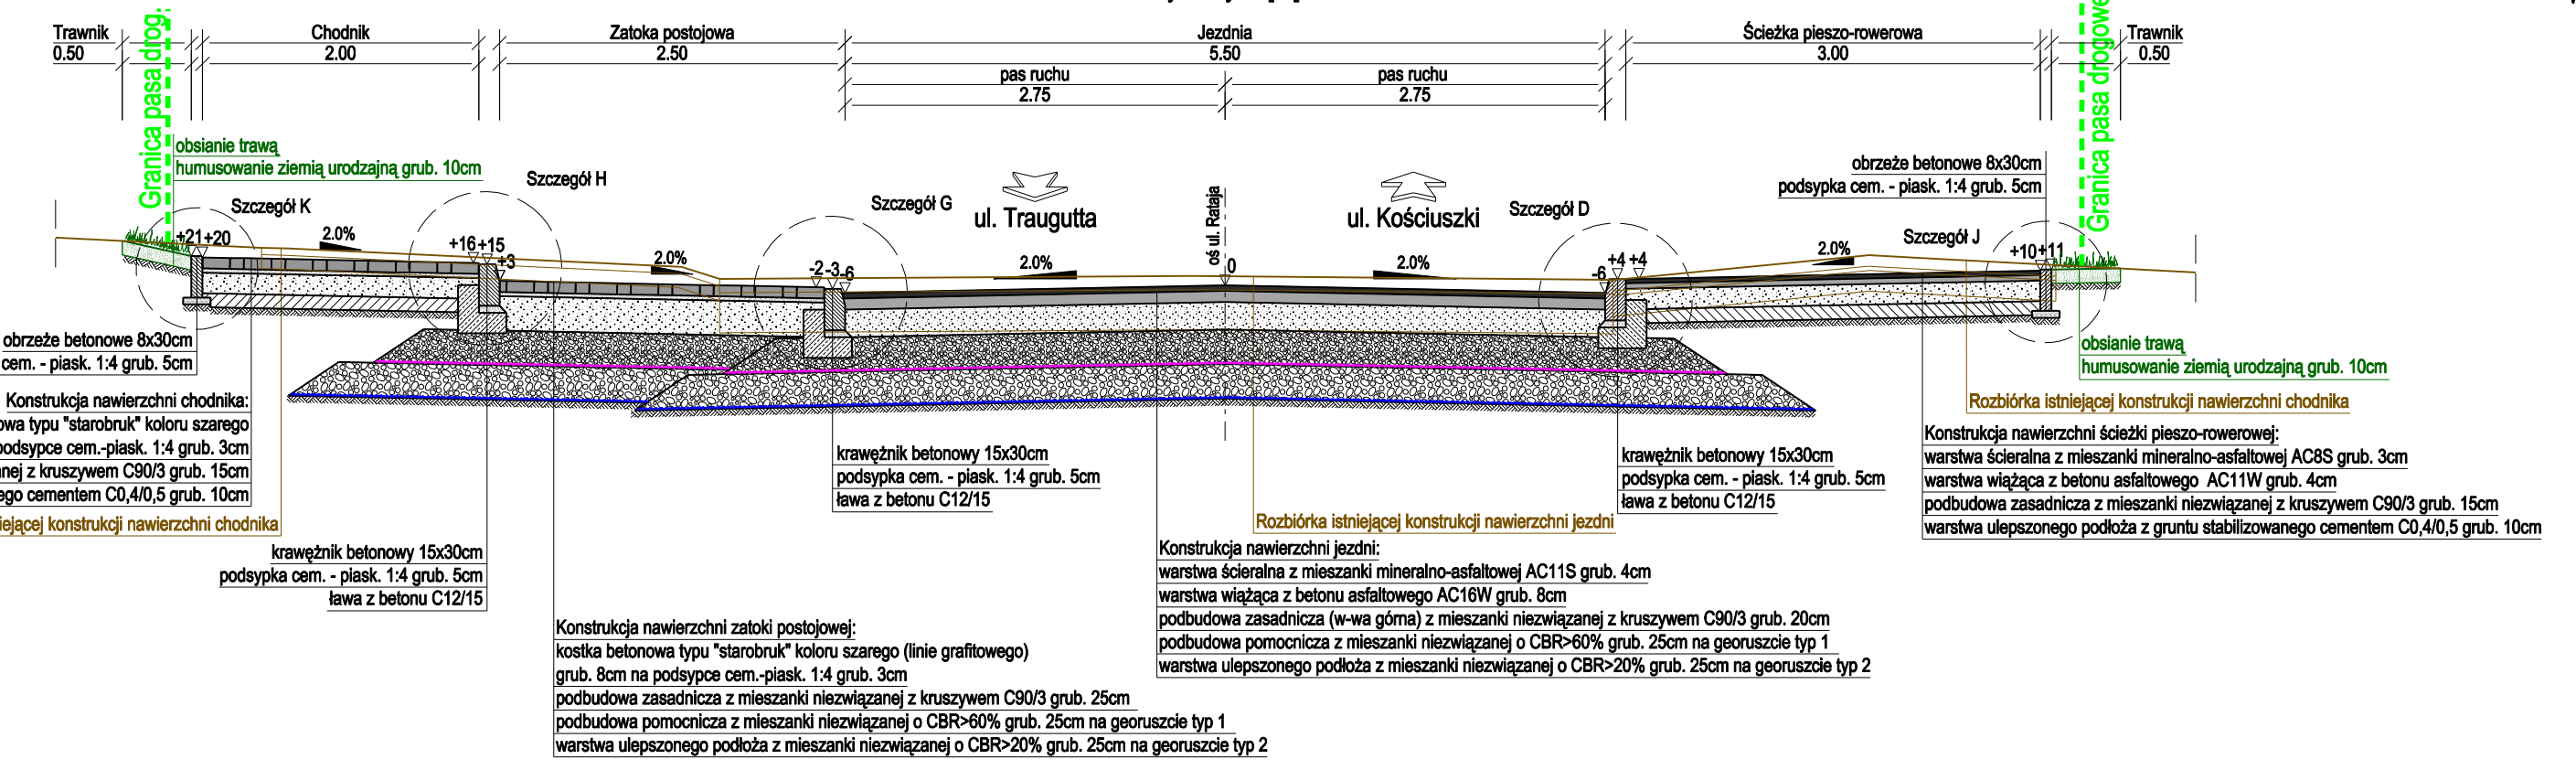 Trawnik
0.50
Granica pasa drog.
Chodnik
2.00
Zatoka postojowa
2.50
Jezdnia
5.50
pas ruchu
2.75
pas ruchu
2.75
Ścieżka pieszo-rowerowa
3.00
Granica pasa drogowe
Trawnik
0.50
obsianie trawą
humusowanie ziemią urodzajną grub. 10cm
obrzeże betonowe 8x30cm
podsypka cem. - piask. 1:4 grub. 5cm
Szczegół K
Szczegół H
Szczegół G
ul. Traugutta
oś ul. Rataja
ul. Kościuszki
Szczegół D
Szczegół J
+21
+20
2.0%
+16
+15
+3
2.0%
-2
-3
-6
2.0%
0
2.0%
-6
+4
+4
2.0%
+10
+11
obrzeże betonowe 8x30cm
cem. - piask. 1:4 grub. 5cm
Konstrukcja nawierzchni chodnika:
owa typu "starobruk" koloru szarego
podsypce cem.-piask. 1:4 grub. 3cm
anej z kruszywem C90/3 grub. 15cm
ego cementem C0,4/0,5 grub. 10cm
iejącej konstrukcji nawierzchni chodnika
krawężnik betonowy 15x30cm
podsypka cem. - piask. 1:4 grub. 5cm
ława z betonu C12/15
Konstrukcja nawierzchni zatoki postojowej:
kostka betonowa typu "starobruk" koloru szarego (linie grafitowego)
grub. 8cm na podsypce cem.-piask. 1:4 grub. 3cm
podbudowa zasadnicza z mieszanki niezwiązanej z kruszywem C90/3 grub. 25cm
podbudowa pomocnicza z mieszanki niezwiązanej o CBR>60% grub. 25cm na georuszcie typ 1
warstwa ulepszonego podłoża z mieszanki niezwiązanej o CBR>20% grub. 25cm na georuszcie typ 2
krawężnik betonowy 15x30cm
podsypka cem. - piask. 1:4 grub. 5cm
ława z betonu C12/15
Rozbiórka istniejącej konstrukcji nawierzchni jezdni
Konstrukcja nawierzchni jezdni:
warstwa ścieralna z mieszanki mineralno-asfaltowej AC11S grub. 4cm
warstwa wiążąca z betonu asfaltowego AC16W grub. 8cm
podbudowa zasadnicza (w-wa górna) z mieszanki niezwiązanej z kruszywem C90/3 grub. 20cm
podbudowa pomocnicza z mieszanki niezwiązanej o CBR>60% grub. 25cm na georuszcie typ 1
warstwa ulepszonego podłoża z mieszanki niezwiązanej o CBR>20% grub. 25cm na georuszcie typ 2
krawężnik betonowy 15x30cm
podsypka cem. - piask. 1:4 grub. 5cm
ława z betonu C12/15
obsianie trawą
humusowanie ziemią urodzajną grub. 10cm
Rozbiórka istniejącej konstrukcji nawierzchni chodnika
Konstrukcja nawierzchni ścieżki pieszo-rowerowej:
warstwa ścieralna z mieszanki mineralno-asfaltowej AC8S grub. 3cm
warstwa wiążąca z betonu asfaltowego AC11W grub. 4cm
podbudowa zasadnicza z mieszanki niezwiązanej z kruszywem C90/3 grub. 15cm
warstwa ulepszonego podłoża z gruntu stabilizowanego cementem C0,4/0,5 grub. 10cm